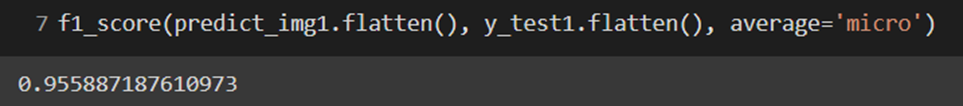 7 f1_score(predict_img1.flatten(), y_test1.flatten(), average='micro')
0.955887187610973